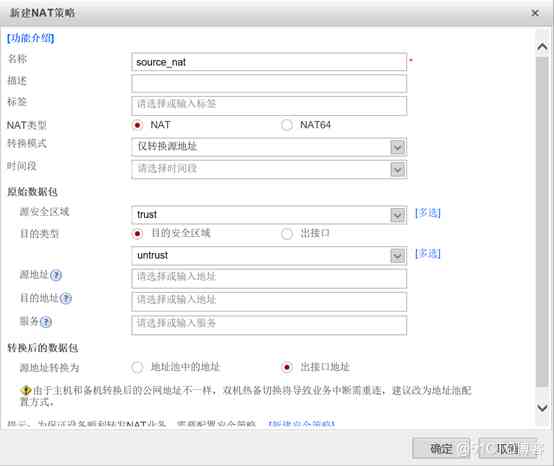 新建NAT策略
[功能介绍]
名称 source_nat *
描述
标签 请选择或输入标签
NAT类型 NAT NAT64
转换模式 仅转换源地址
时间段 请选择时间段
原始数据包
源安全区域 trust [多选]
目的类型 目的安全区域 出接口
untrust [多选]
源地址 请选择或输入地址
目的地址 请选择或输入地址
服务 请选择或输入服务
转换后的数据包
源地址转换为 地址池中的地址 出接口地址
由于主机和备机转换后的公网地址不一样，双机热备切换将导致业务中断需重连，建议改为地址池配
置方式。
提示：为保证设备顺利转发NAT业务，需要配置安全策略。 [新建安全策略]
确定 取消